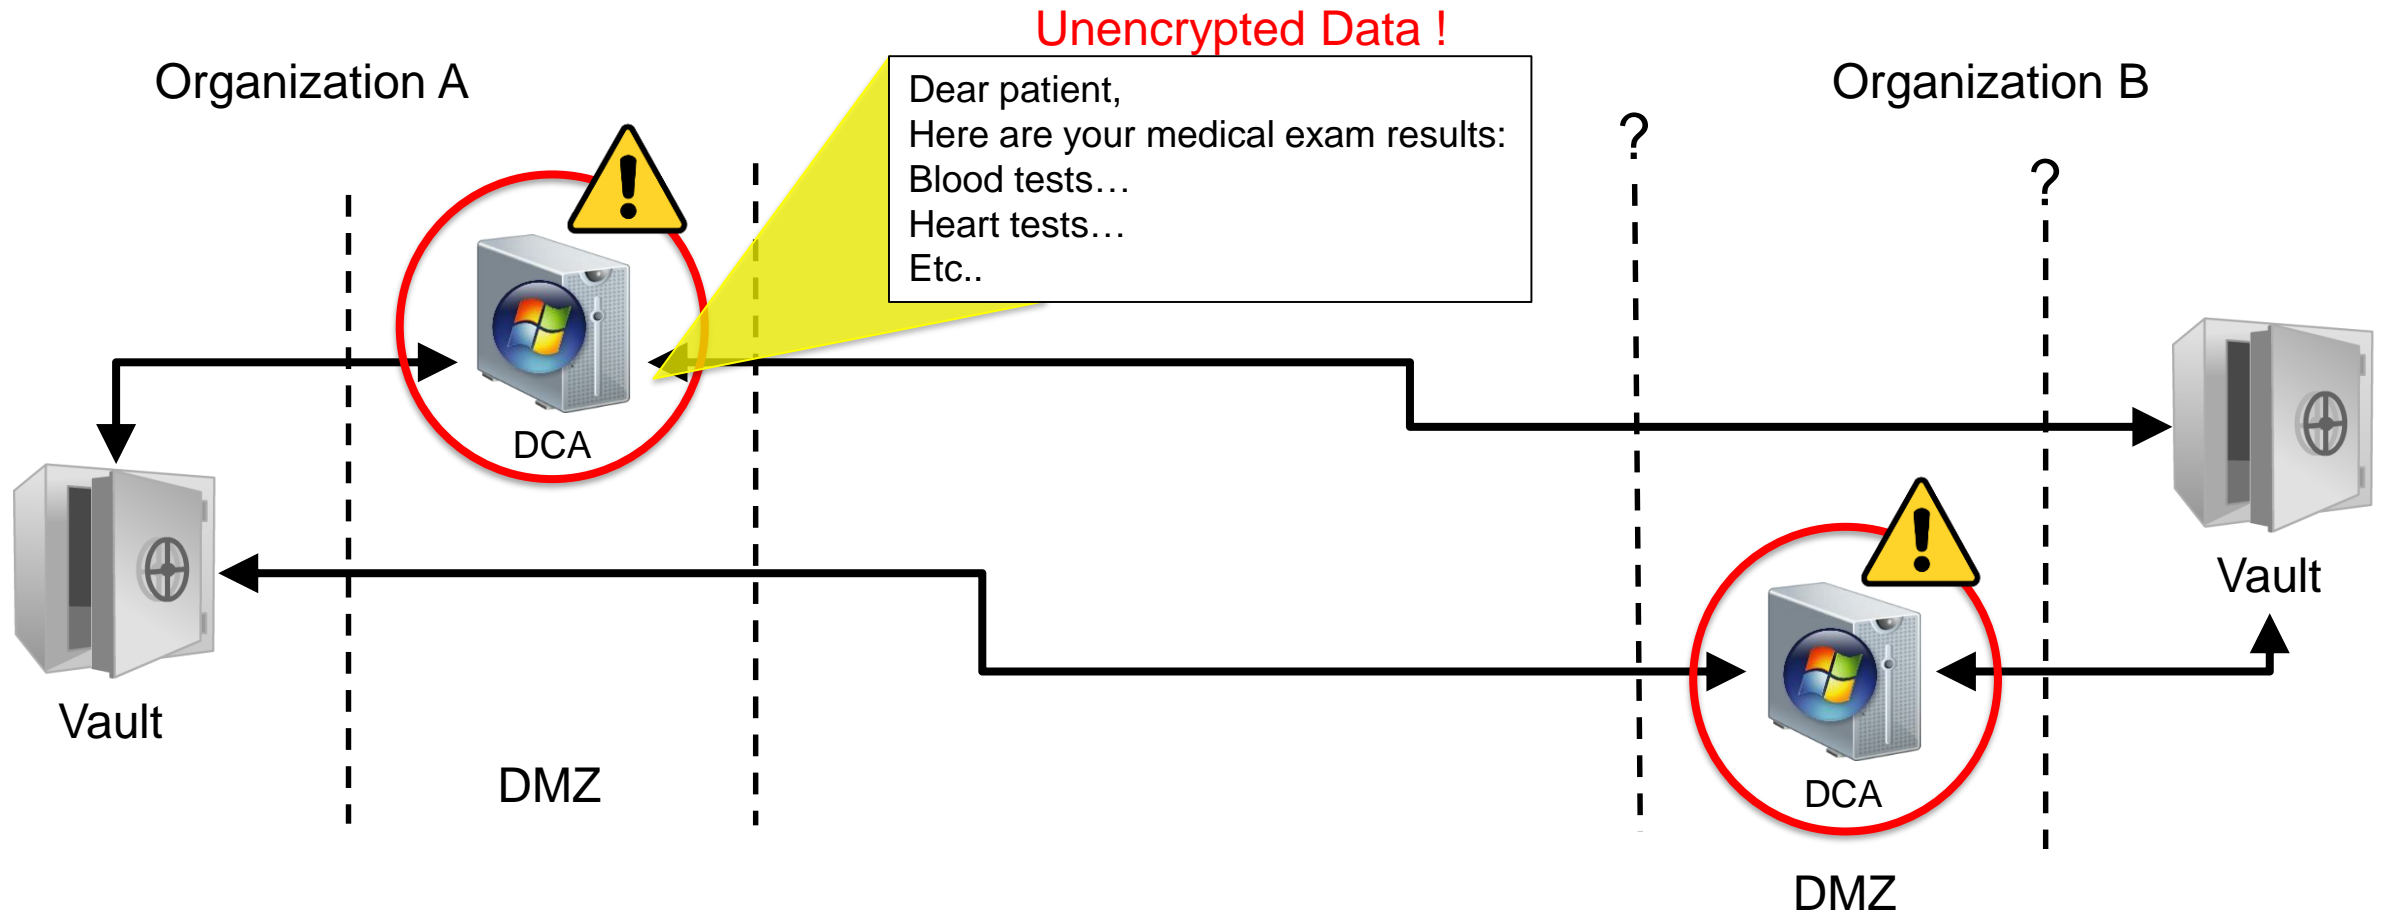 Unencrypted Data !
Organization A
Dear patient,
Here are your medical exam results:
Blood tests…
Heart tests…
Etc..
Organization B
?
?
DCA
Vault
DMZ
Vault
DCA
DMZ